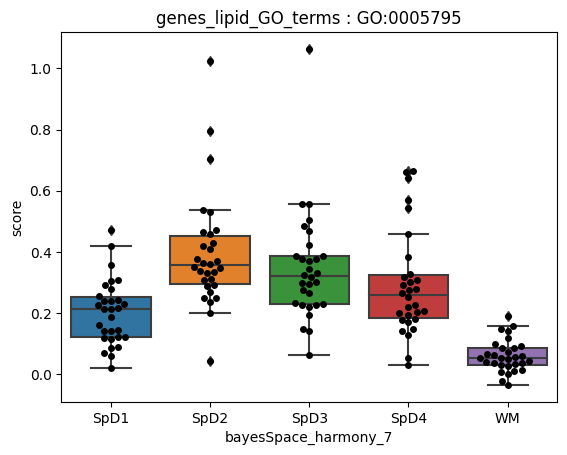 genes_lipid_GO_terms : GO:0005795
1.0
0.8
0.6
0.4
0.2
0.0
score
SpD1 SpD2 SpD3 SpD4 WM
bayesSpace_harmony_7